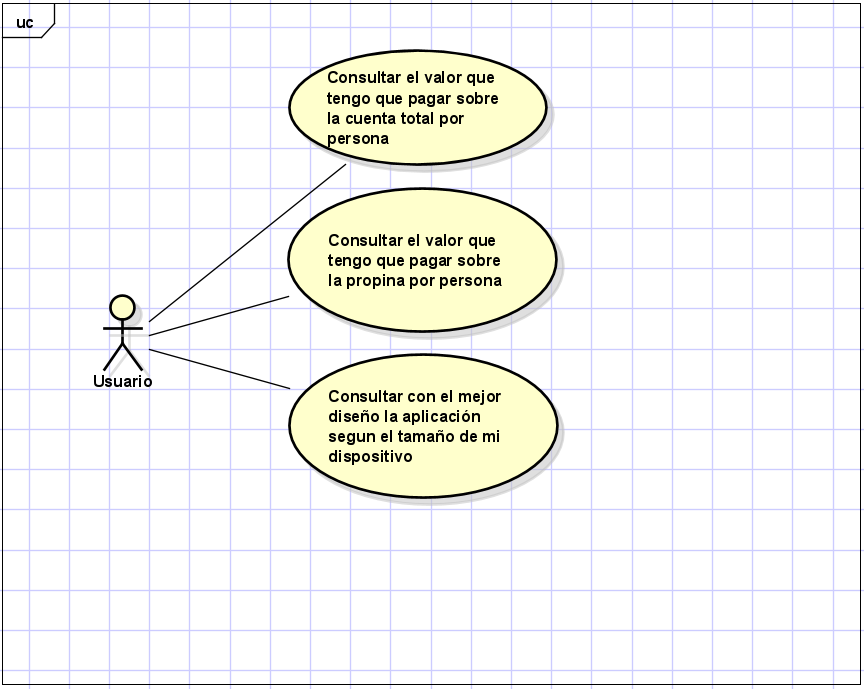 uc
Consultar el valor que
tengo que pagar sobre
la cuenta total por
persona
Consultar el valor que
tengo que pagar sobre
la propina por persona
Usuario
Consultar con el mejor
diseño la aplicación
segun el tamaño de mi
dispositivo